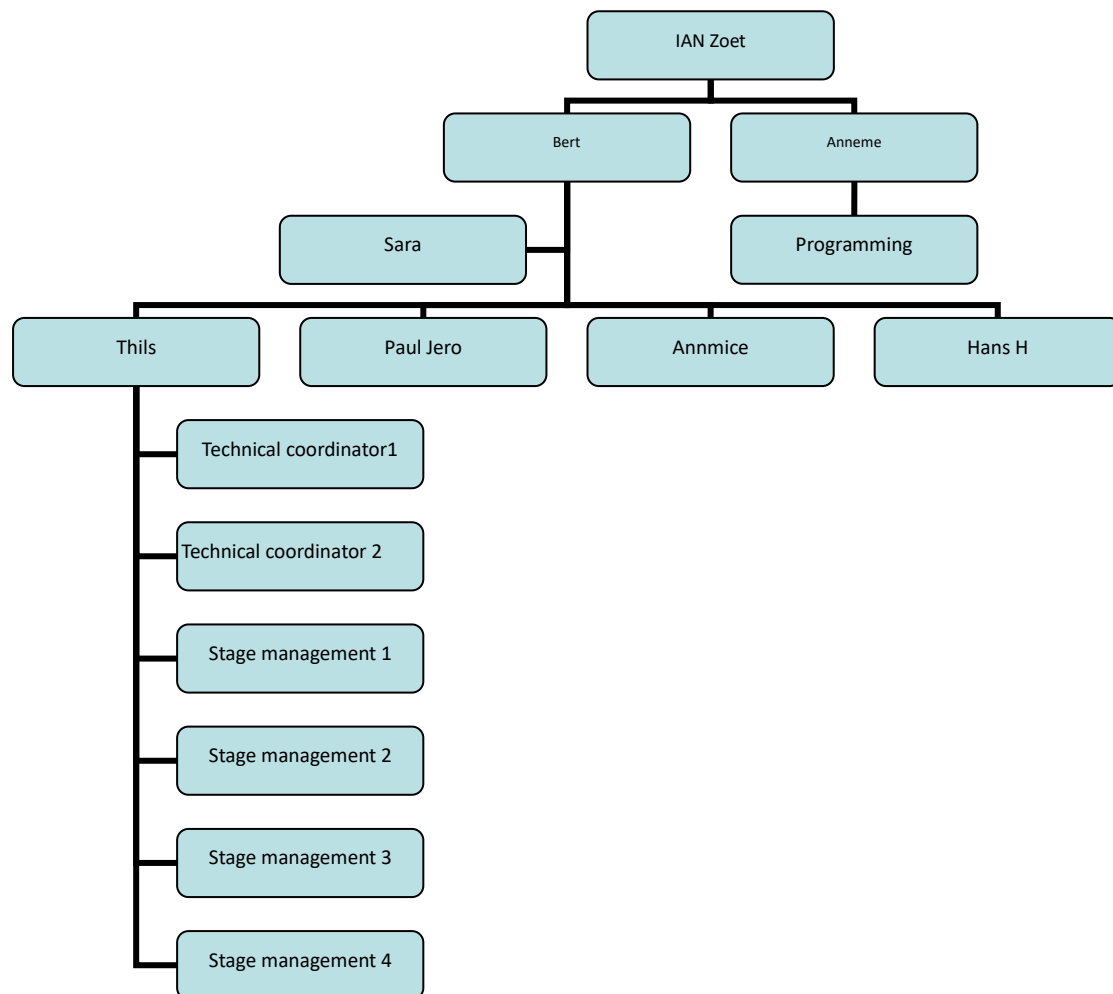 IAN Zoet
Bert
Anneme
Sara
Programming
Thils
Paul Jero
Annmice
Hans H
Technical coordinator1
Technical coordinator 2
Stage management 1
Stage management 2
Stage management 3
Stage management 4